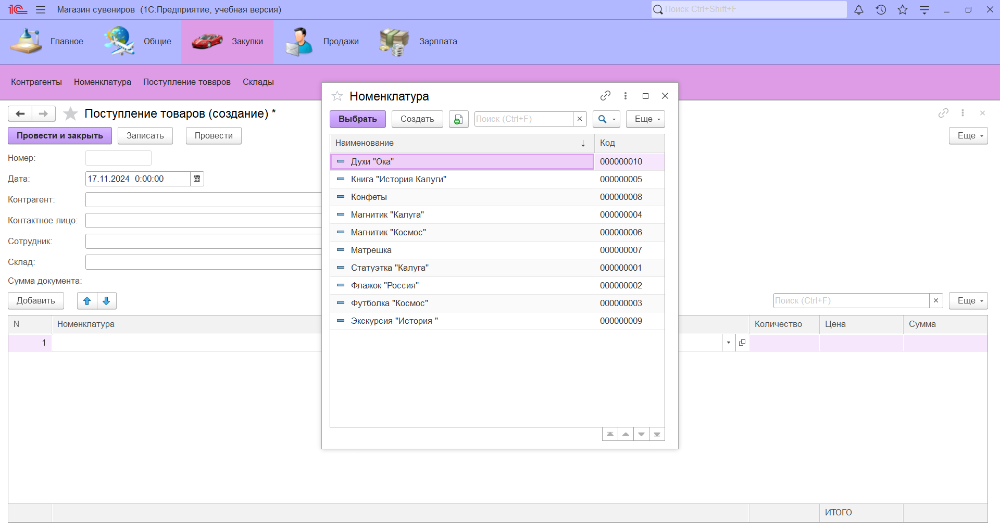 1С Магазин сувениров (1С:Предприятие, учебная версия) Поиск Ctrl+Shift+F
Главное Общие Закупки Продажи Зарплата
Контрагенты Номенклатура Поступление товаров Склады
Поступление товаров (создание) *
Провести и закрыть Записать Провести Еще
Номер:
Дата: 17.11.2024 0:00:00
Контрагент:
Контактное лицо:
Сотрудник:
Склад:
Сумма документа:
Добавить Поиск (Ctrl+F) × Еще
N Номенклатура Количество Цена Сумма
1
ИТОГО
Номенклатура
Выбрать Создать Поиск (Ctrl+F) × Еще
Наименование ↓ Код
Духи "Ока" 000000010
Книга "История Калуги" 000000005
Конфеты 000000008
Магнитик "Калуга" 000000004
Магнитик "Космос" 000000006
Матрешка 000000007
Статуэтка "Калуга" 000000001
Флажок "Россия" 000000002
Футболка "Космос" 000000003
Экскурсия "История " 000000009